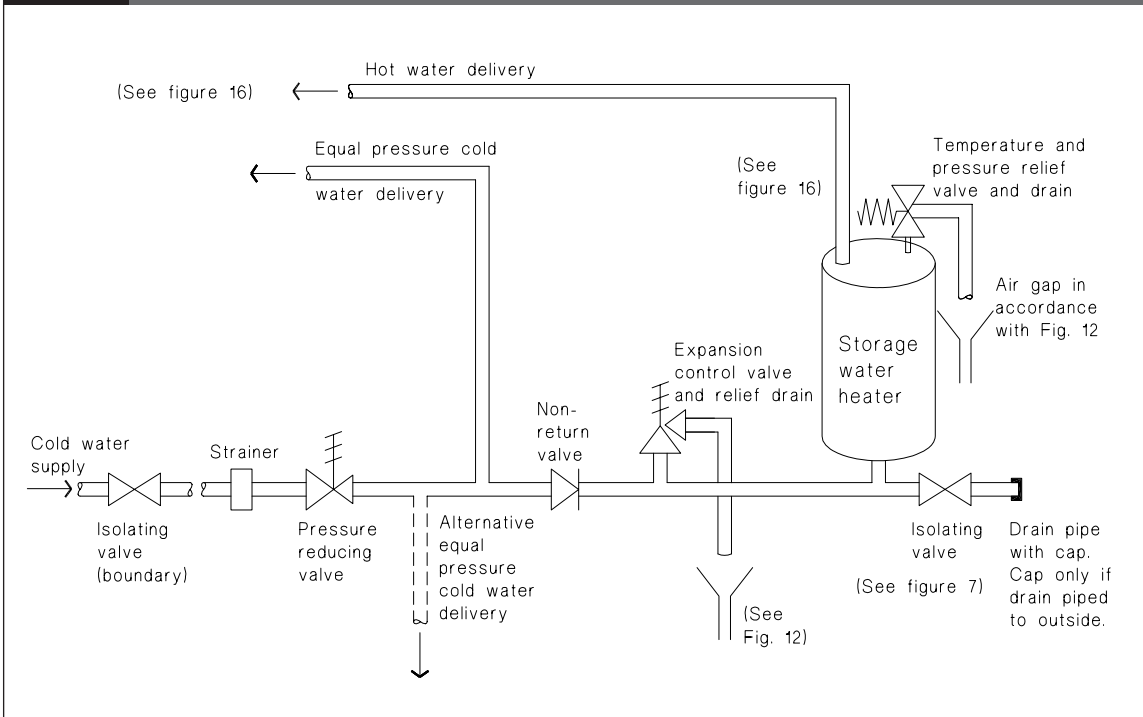 Hot water delivery
(See figure 16)
Equal pressure cold
water delivery
(See
figure 16)
Temperature and
pressure relief
valve and drain
Air gap in
accordance
with Fig. 12
Storage
water
heater
Expansion
control valve
and relief drain
Non-
return
valve
Cold water
supply
Strainer
Isolating
valve
(boundary)
Pressure
reducing
valve
Alternative
equal
pressure
cold water
delivery
(See
Fig. 12)
Isolating
valve
(See figure 7)
Drain pipe
with cap.
Cap only if
drain piped
to outside.